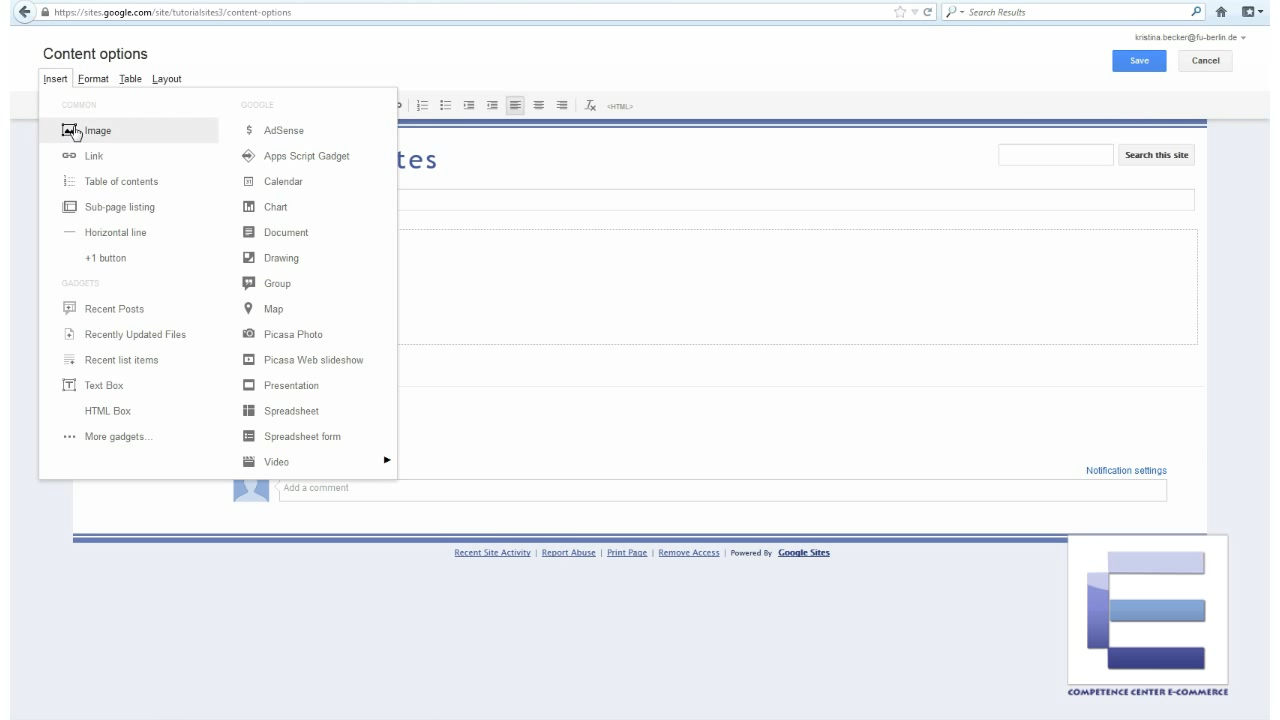 https://sites.google.com/site/tutorialsites3/content-options
Search Results
kristina.becker@fu-berlin.de
Content options
Save
Cancel
Insert
Format
Table
Layout
<HTML>
COMMON
Image
Link
Table of contents
Sub-page listing
Horizontal line
+1 button
GADGETS
Recent Posts
Recently Updated Files
Recent list items
Text Box
HTML Box
More gadgets...
GOOGLE
AdSense
Apps Script Gadget
Calendar
Chart
Document
Drawing
Group
Map
Picasa Photo
Picasa Web slideshow
Presentation
Spreadsheet
Spreadsheet form
Video
tes
Search this site
Notification settings
Add a comment
Recent Site Activity | Report Abuse | Print Page | Remove Access | Powered By Google Sites
COMPETENCE CENTER E-COMMERCE